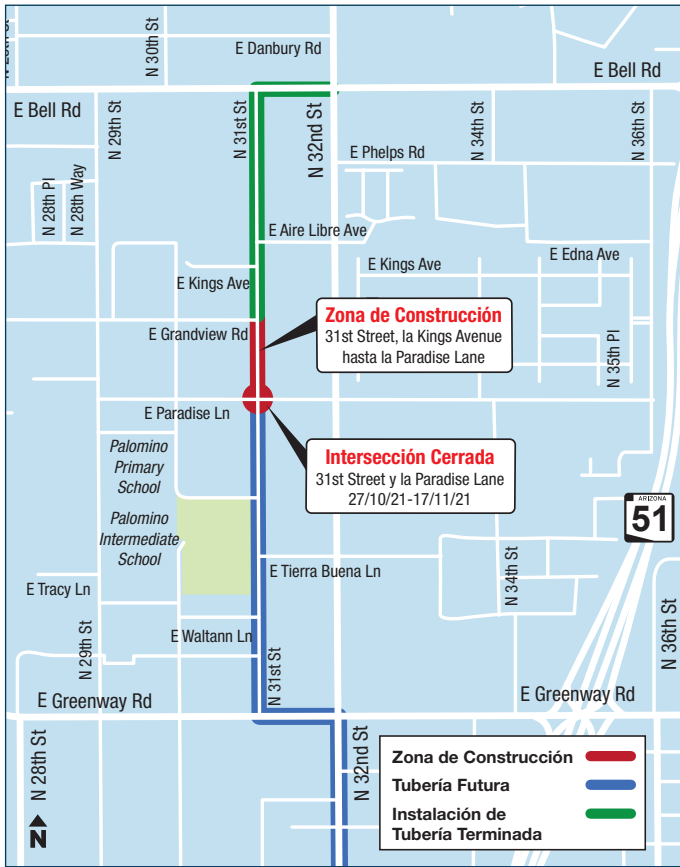 N 30th St
E Danbury Rd
E Bell Rd
E Bell Rd
N 29th St
N 31st St
N 32nd St
N 34th St
N 36th St
E Phelps Rd
N 28th Pl
N 28th Way
E Aire Libre Ave
E Edna Ave
E Kings Ave
E Kings Ave
Zona de Construcción
31st Street, la Kings Avenue
hasta la Paradise Lane
E Grandview Rd
N 35th Pl
E Paradise Ln
Intersección Cerrada
31st Street y la Paradise Lane
27/10/21-17/11/21
Palomino
Primary
School
Palomino
Intermediate
School
ARIZONA
51
E Tierra Buena Ln
N 34th St
E Tracy Ln
N 29th St
E Waltann Ln
N 31st St
N 36th St
E Greenway Rd
E Greenway Rd
N 28th St
N 32nd St
N
Zona de Construcción
Tubería Futura
Instalación de
Tubería Terminada